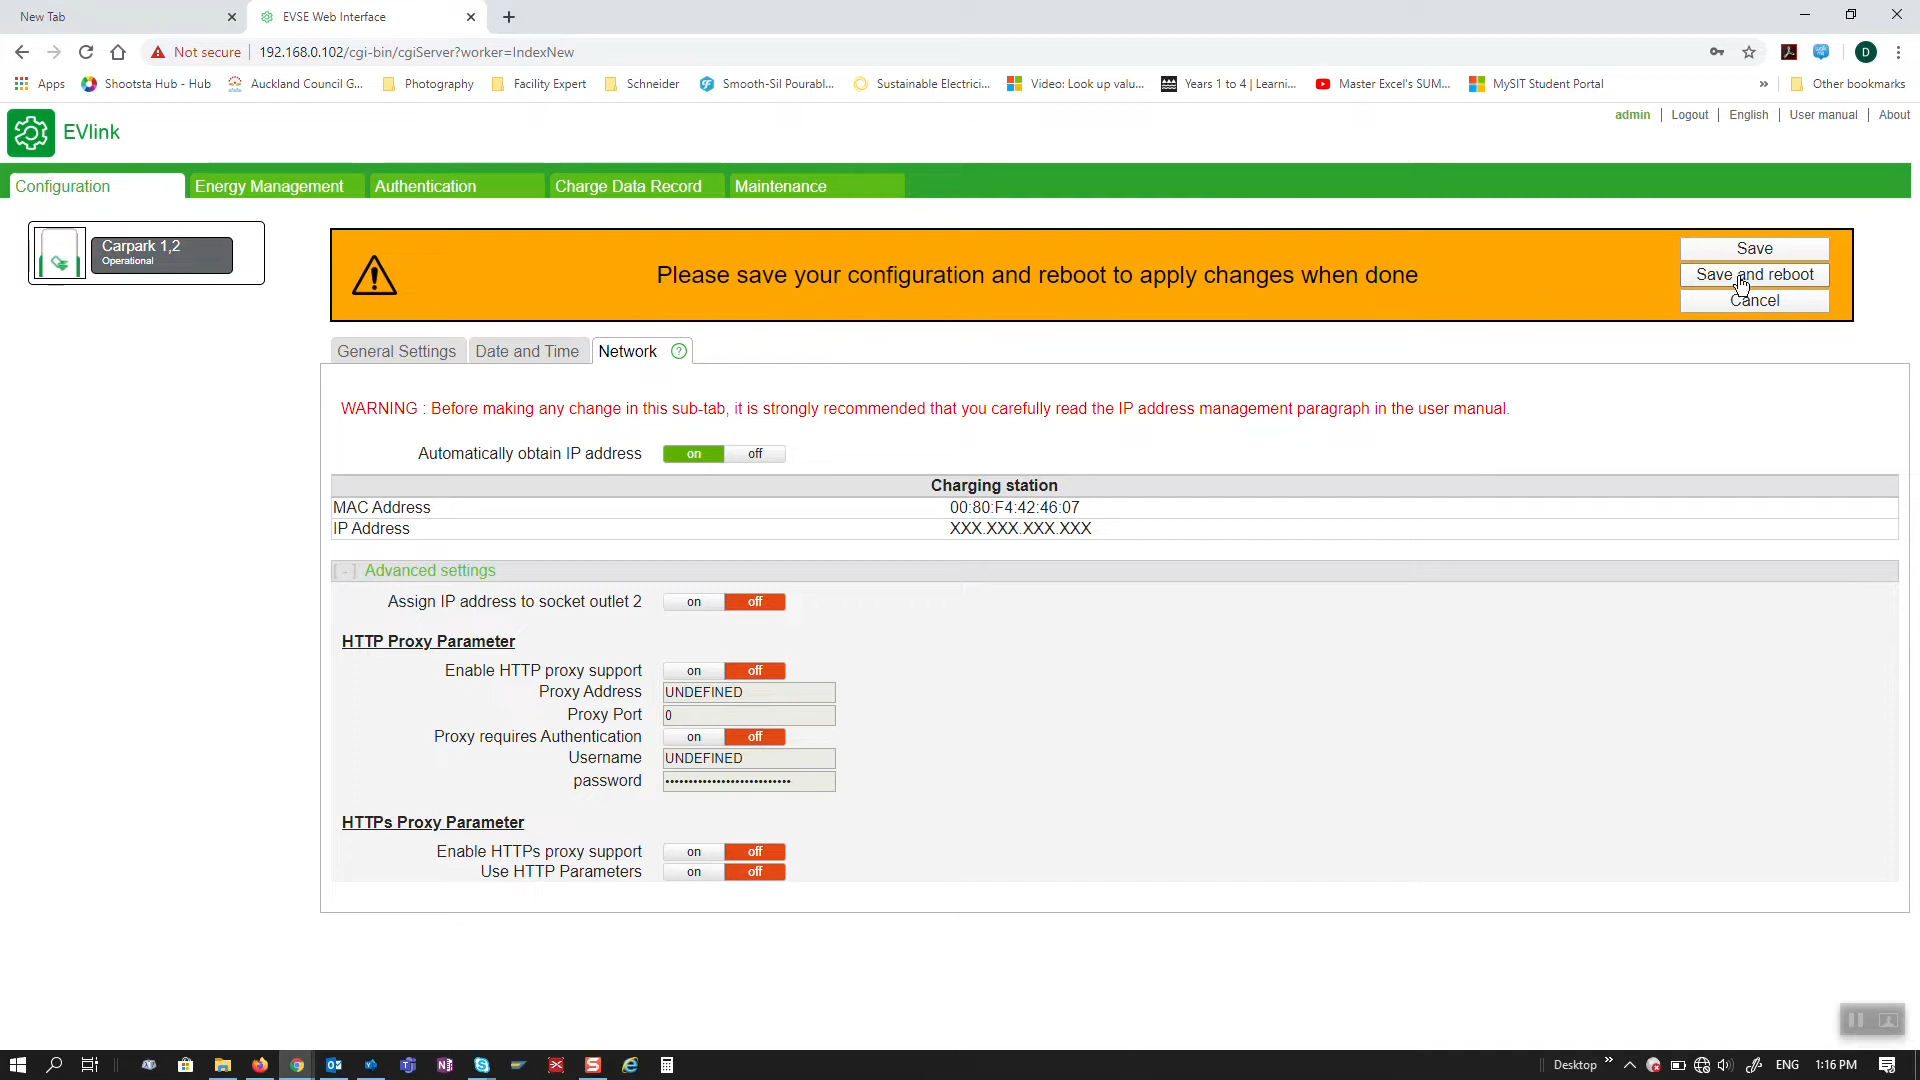 New Tab
EVSE Web Interface
Not secure
192.168.0.102/cgi-bin/cgiServer?worker=IndexNew
D
Apps
Shootsta Hub - Hub
Auckland Council G...
Photography
Facility Expert
Schneider
Smooth-Sil Pourabl...
Sustainable Electrici...
Video: Look up valu...
Years 1 to 4 | Learni...
Master Excel's SUM...
MySIT Student Portal
»
Other bookmarks
EVlink
admin | Logout | English | User manual | About
Configuration
Energy Management
Authentication
Charge Data Record
Maintenance
Carpark 1,2
Operational
Please save your configuration and reboot to apply changes when done
Save
Save and reboot
Cancel
General Settings
Date and Time
Network ?
WARNING : Before making any change in this sub-tab, it is strongly recommended that you carefully read the IP address management paragraph in the user manual.
Automatically obtain IP address on off
Charging station
MAC Address 00:80:F4:42:46:07
IP Address XXX.XXX.XXX.XXX
[ - ] Advanced settings
Assign IP address to socket outlet 2 on off
HTTP Proxy Parameter
Enable HTTP proxy support on off
Proxy Address UNDEFINED
Proxy Port 0
Proxy requires Authentication on off
Username UNDEFINED
password •••••••••••••••••••••••••••
HTTPs Proxy Parameter
Enable HTTPs proxy support on off
Use HTTP Parameters on off
Desktop »
ENG
1:16 PM